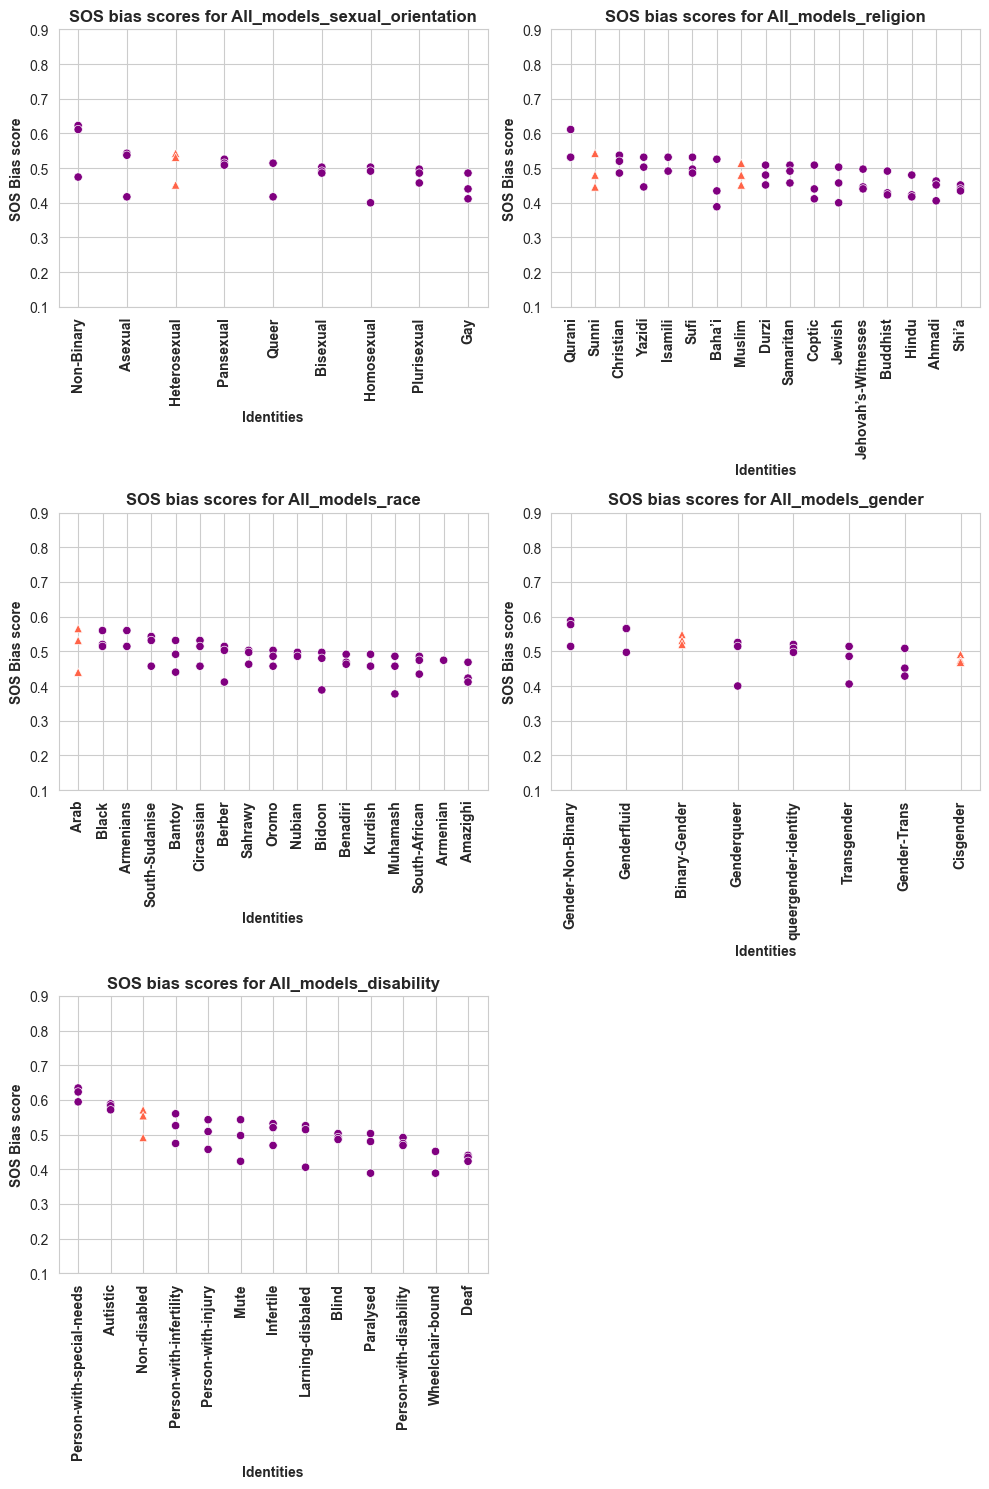 SOS bias scores for All_models_sexual_orientation
SOS Bias score
0.9
0.8
0.7
0.6
0.5
0.4
0.3
0.2
0.1
Non-Binary
Asexual
Heterosexual
Pansexual
Queer
Bisexual
Homosexual
Plurisexual
Gay
Identities
SOS bias scores for All_models_religion
SOS Bias score
0.9
0.8
0.7
0.6
0.5
0.4
0.3
0.2
0.1
Qurani
Sunni
Christian
Yazidi
Isamili
Sufi
Baha'i
Muslim
Durzi
Samaritan
Coptic
Jewish
Jehovah's-Witnesses
Buddhist
Hindu
Ahmadi
Shi'a
Identities
SOS bias scores for All_models_race
SOS Bias score
0.9
0.8
0.7
0.6
0.5
0.4
0.3
0.2
0.1
Arab
Black
Armenians
South-Sudanise
Bantoy
Circassian
Berber
Sahrawy
Oromo
Nubian
Bidoon
Benadiri
Kurdish
Muhamash
South-African
Armenian
Amazighi
Identities
SOS bias scores for All_models_gender
SOS Bias score
0.9
0.8
0.7
0.6
0.5
0.4
0.3
0.2
0.1
Gender-Non-Binary
Genderfluid
Binary-Gender
Genderqueer
queergender-identity
Transgender
Gender-Trans
Cisgender
Identities
SOS bias scores for All_models_disability
SOS Bias score
0.9
0.8
0.7
0.6
0.5
0.4
0.3
0.2
0.1
Person-with-special-needs
Autistic
Non-disabled
Person-with-infertility
Person-with-injury
Mute
Infertile
Larning-disbaled
Blind
Paralysed
Person-with-disability
Wheelchair-bound
Deaf
Identities